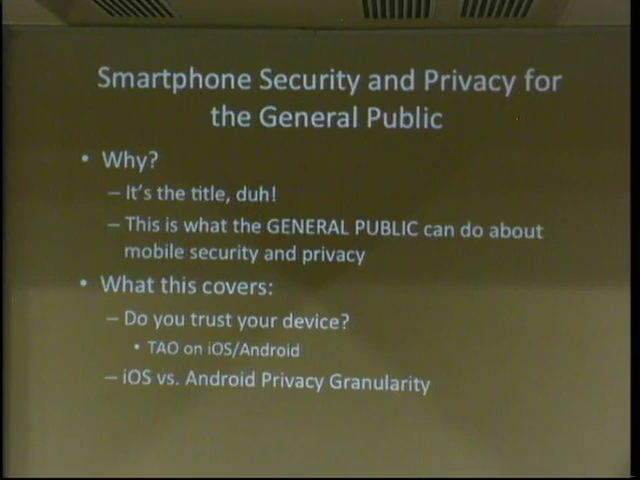 Smartphone Security and Privacy for
the General Public
• Why?
– It's the title, duh!
– This is what the GENERAL PUBLIC can do about
mobile security and privacy
• What this covers:
– Do you trust your device?
• TAO on iOS/Android
– iOS vs. Android Privacy Granularity